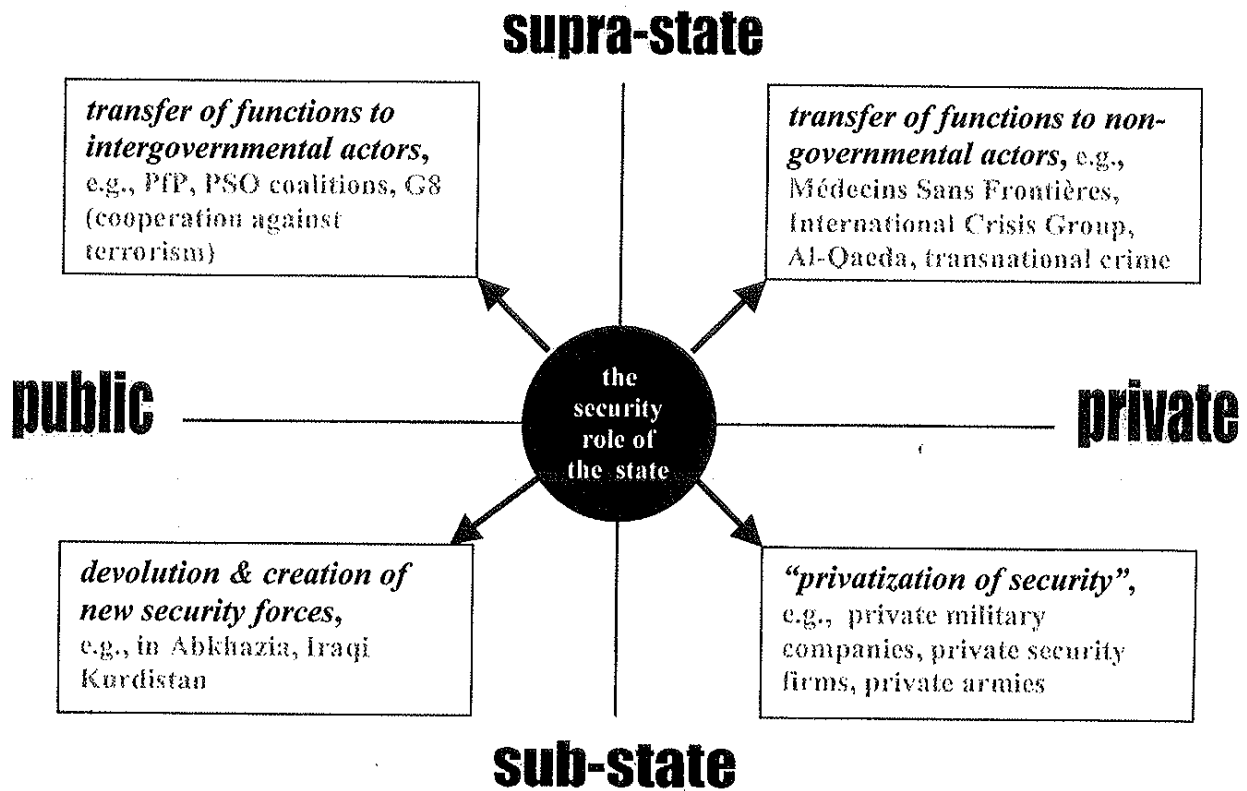 supra-state
transfer of functions to
intergovernmental actors,
e.g., PfP, PSO coalitions, G8
(cooperation against
terrorism)
transfer of functions to non-
governmental actors, e.g.,
Médecins Sans Frontières,
International Crisis Group,
Al-Qaeda, transnational crime
public
the
security
role of
the state
private
devolution & creation of
new security forces,
e.g., in Abkhazia, Iraqi
Kurdistan
“privatization of security”,
e.g., private military
companies, private security
firms, private armies
sub-state